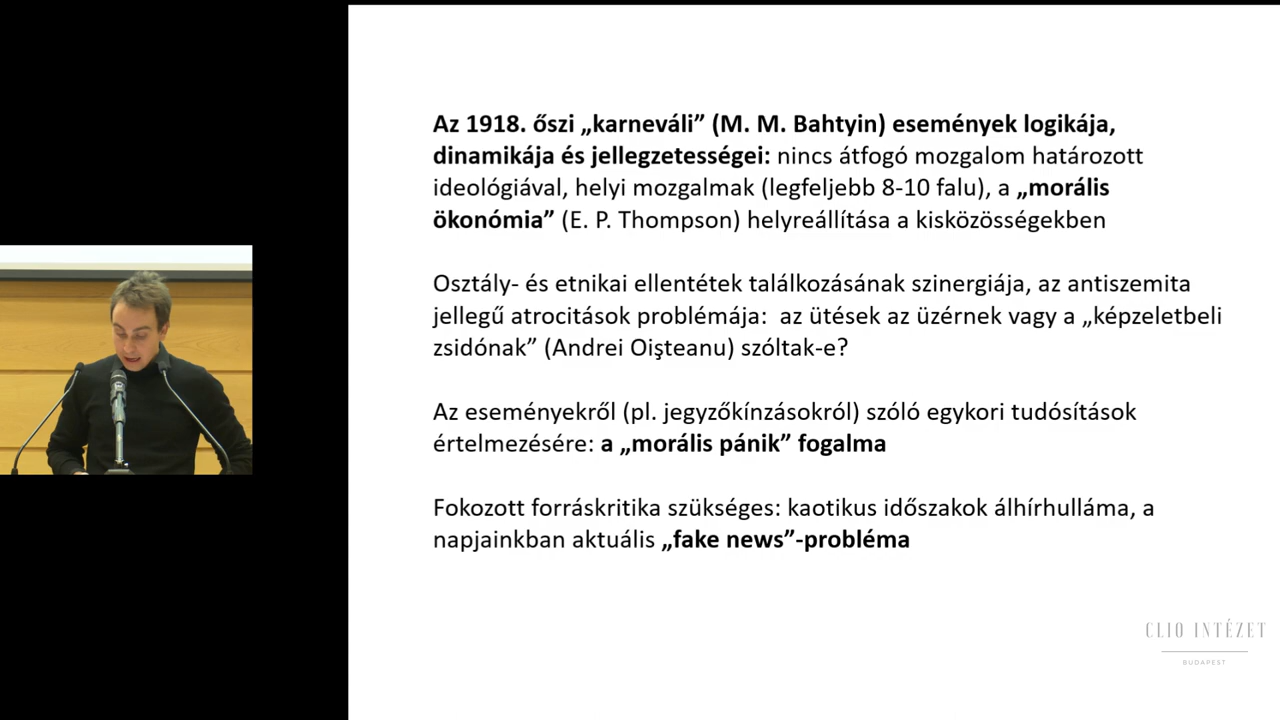 Az 1918. őszi „karneváli” (M. M. Bahtyin) események logikája,
dinamikája és jellegzetességei: nincs átfogó mozgalom határozott
ideológiával, helyi mozgalmak (legfeljebb 8-10 falu), a „morális
ökonómia” (E. P. Thompson) helyreállítása a kisközösségekben
Osztály- és etnikai ellentétek találkozásának szinergiája, az antiszemita
jellegű atrocitások problémája:  az ütések az üzérnek vagy a „képzeletbeli
zsidónak” (Andrei Oişteanu) szóltak-e?
Az eseményekről (pl. jegyzőkínzásokról) szóló egykori tudósítások
értelmezésére: a „morális pánik” fogalma
Fokozott forráskritika szükséges: kaotikus időszakok álhírhulláma, a
napjainkban aktuális „fake news”-probléma
CLIO INTÉZET
BUDAPEST